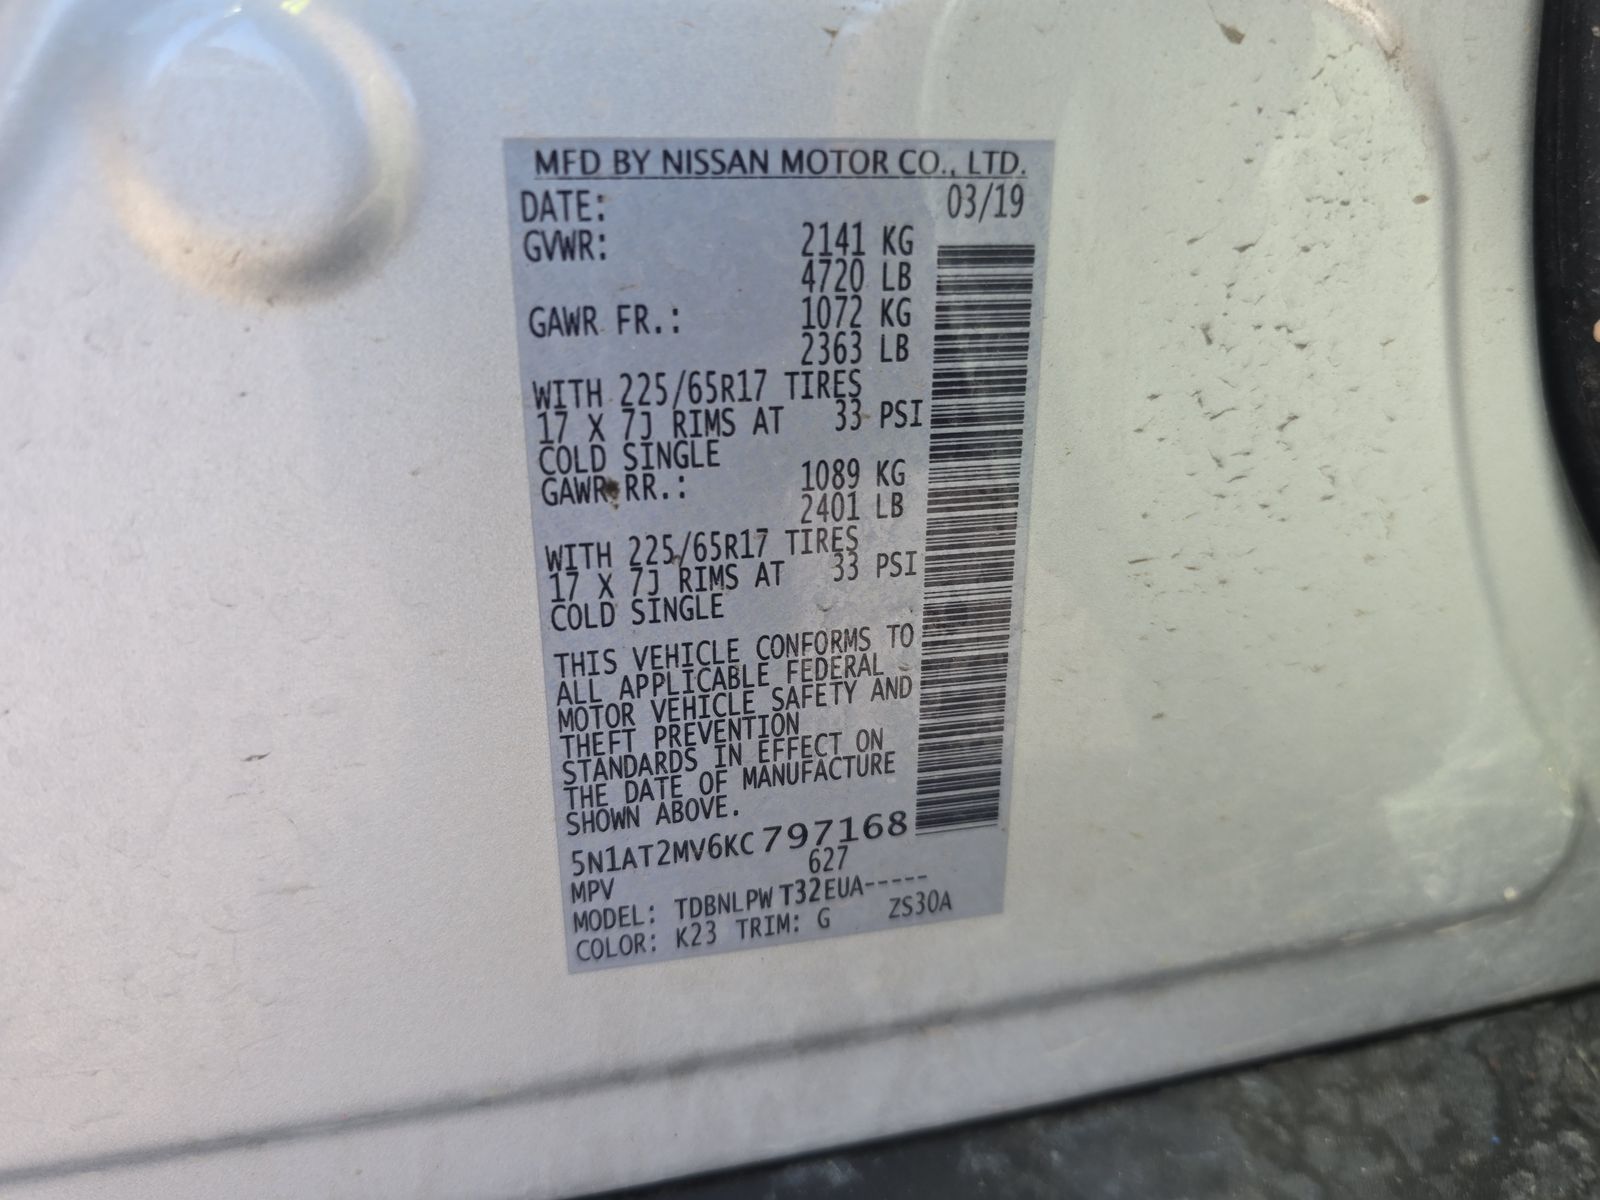 MFD BY NISSAN MOTOR CO., LTD.
DATE: 03/19
GVWR: 2141 KG
4720 LB
GAWR FR.: 1072 KG
2363 LB
WITH 225/65R17 TIRES
17 X 7J RIMS AT 33 PSI
COLD SINGLE
GAWR RR.: 1089 KG
2401 LB
WITH 225/65R17 TIRES
17 X 7J RIMS AT 33 PSI
COLD SINGLE
THIS VEHICLE CONFORMS TO
ALL APPLICABLE FEDERAL
MOTOR VEHICLE SAFETY AND
THEFT PREVENTION
STANDARDS IN EFFECT ON
THE DATE OF MANUFACTURE
SHOWN ABOVE.
5N1AT2MV6KC797168
MPV 627
MODEL: TDBNLPW T32EUA-----
COLOR: K23 TRIM: G ZS30A